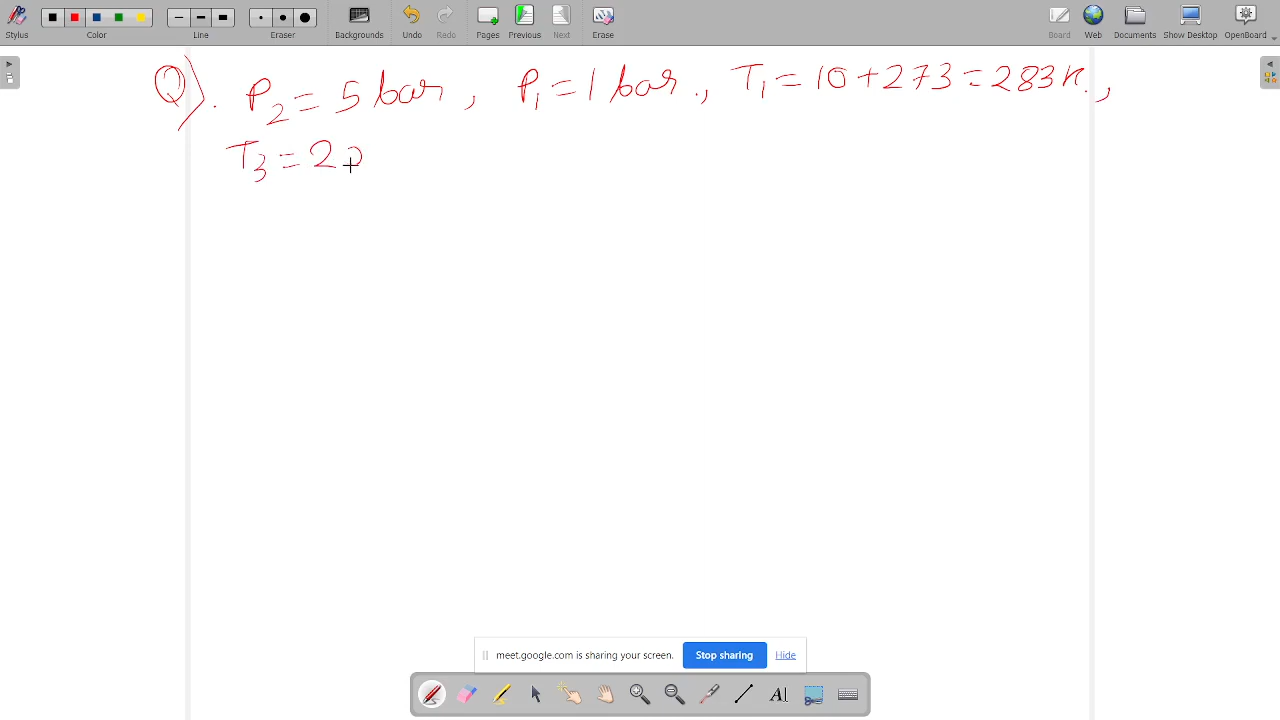 Stylus Color Line Eraser Backgrounds Undo Redo Pages Previous Next Erase Board Web Documents Show Desktop OpenBoard
Q). P₂ = 5 bar, P₁ = 1 bar., T₁ = 10 + 273 = 283 K.,
T₃ = 2
meet.google.com is sharing your screen. Stop sharing Hide